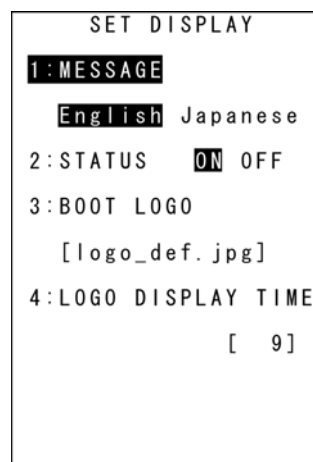 SET DISPLAY
1:MESSAGE
English Japanese
2:STATUS ON OFF
3:BOOT LOGO
[logo_def.jpg]
4:LOGO DISPLAY TIME
[ 9]